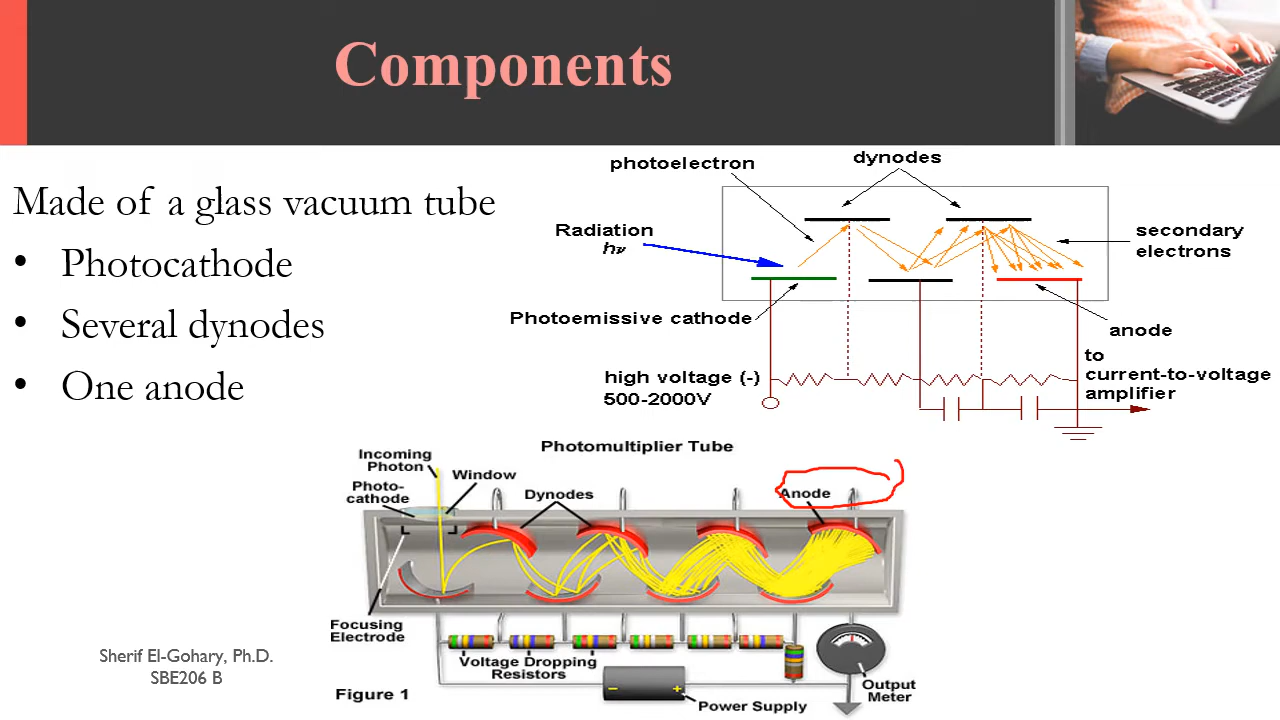 Components
Made of a glass vacuum tube
• Photocathode
• Several dynodes
• One anode
photoelectron
dynodes
Radiation
hν
secondary
electrons
Photoemissive cathode
anode
high voltage (-)
500-2000V
to
current-to-voltage
amplifier
Photomultiplier Tube
Incoming
Photon
Window
Photo-
cathode
Dynodes
Anode
Focusing
Electrode
Voltage Dropping
Resistors
Figure 1
Power Supply
Output
Meter
Sherif El-Gohary, Ph.D.
SBE206 B